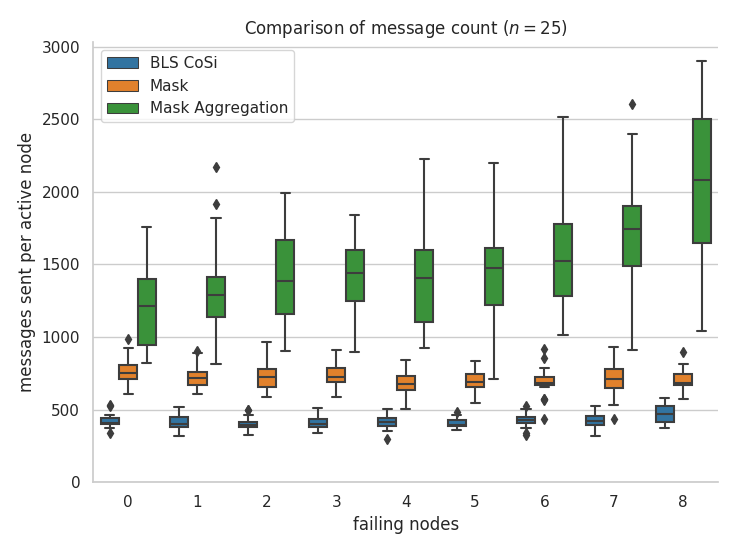 Comparison of message count (n = 25)
BLS CoSi
Mask
Mask Aggregation
messages sent per active node
3000
2500
2000
1500
1000
500
0
0 1 2 3 4 5 6 7 8
failing nodes